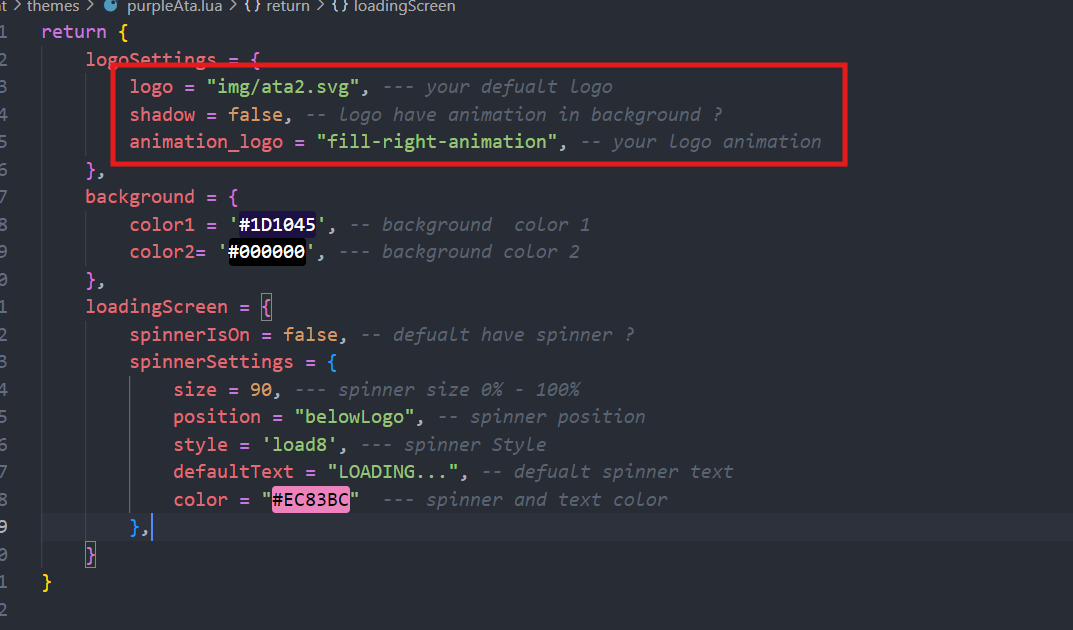 t > themes > purpleAta.lua > {} return > {} loadingScreen
1 return {
2 logoSettings = {
3 logo = "img/ata2.svg", --- your defualt logo
4 shadow = false, -- logo have animation in background ?
5 animation_logo = "fill-right-animation", -- your logo animation
6 },
7 background = {
8 color1 = '#1D1045', -- background  color 1
9 color2= '#000000', --- background color 2
0 },
1 loadingScreen = {
2 spinnerIsOn = false, -- defualt have spinner ?
3 spinnerSettings = {
4 size = 90, --- spinner size 0% - 100%
5 position = "belowLogo", -- spinner position
6 style = 'load8', --- spinner Style
7 defaultText = "LOADING...", -- defualt spinner text
8 color = "#EC83BC"  --- spinner and text color
9 },
0 }
1 }
2